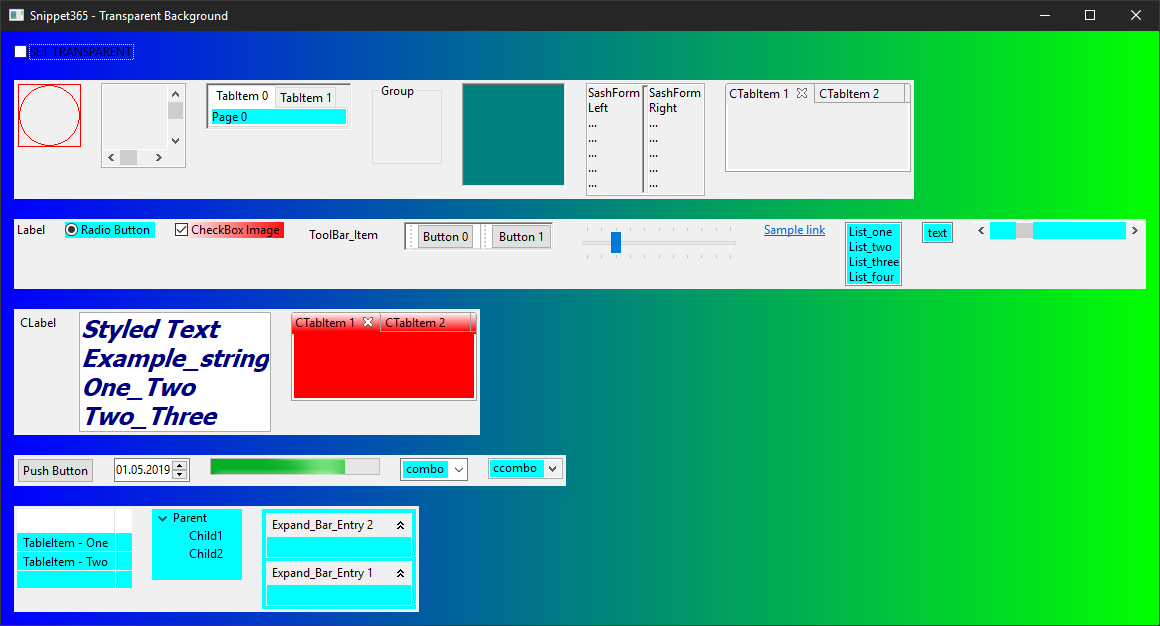 Snippet365 - Transparent Background
SET TRANSPARENT
TabItem 0 TabItem 1
Page 0
Group
SashForm
Left
...
...
...
...
...
SashForm
Right
...
...
...
...
...
CTabItem 1 CTabItem 2
Label Radio Button CheckBox Image ToolBar_Item Button 0 Button 1 Sample link
List_one
List_two
List_three
List_four
text
CLabel
Styled Text
Example_string
One_Two
Two_Three
CTabItem 1 CTabItem 2
Push Button 01.05.2019 combo ccombo
TableItem - One
TableItem - Two
Parent
Child1
Child2
Expand_Bar_Entry 2
Expand_Bar_Entry 1